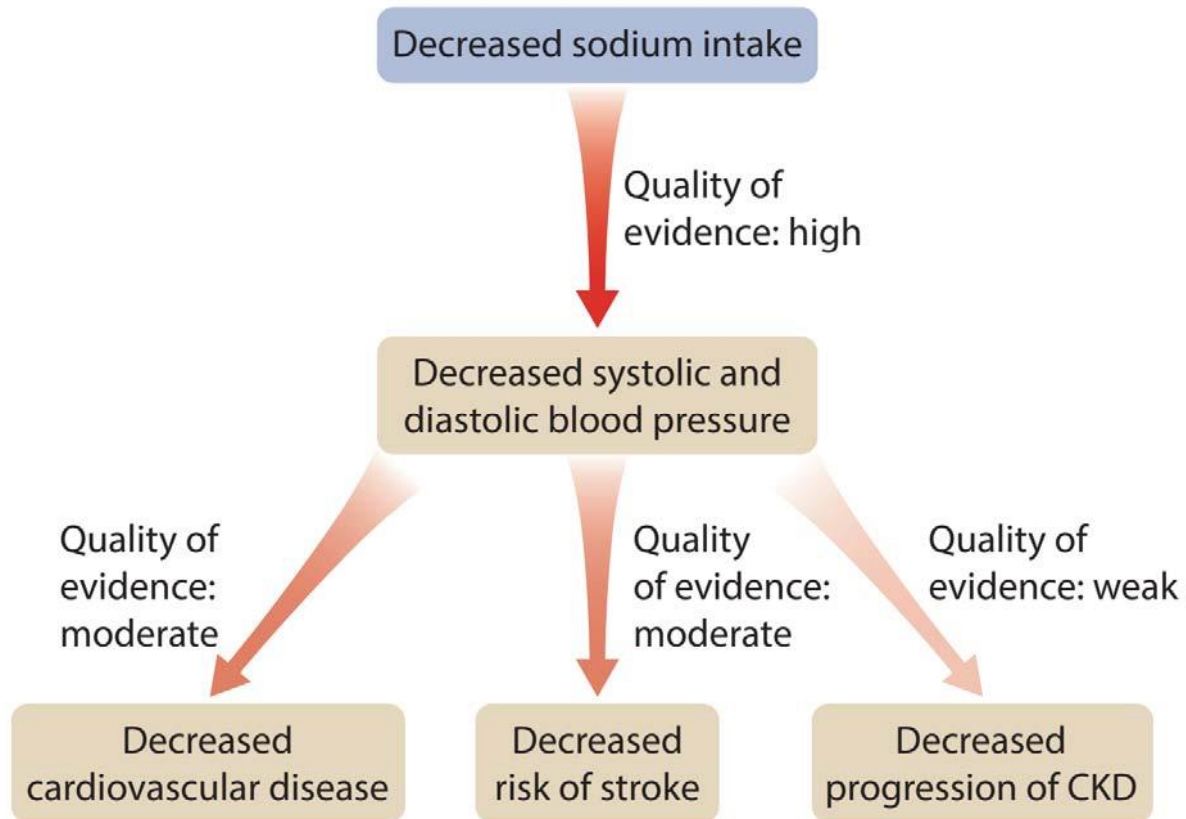 Decreased sodium intake
Quality of
evidence: high
Decreased systolic and
diastolic blood pressure
Quality of
evidence:
moderate
Quality
of evidence:
moderate
Quality of
evidence: weak
Decreased
cardiovascular disease
Decreased
risk of stroke
Decreased
progression of CKD